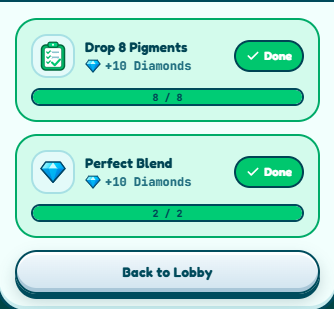 Drop 8 Pigments
+10 Diamonds
Done
8 / 8
Perfect Blend
+10 Diamonds
Done
2 / 2
Back to Lobby